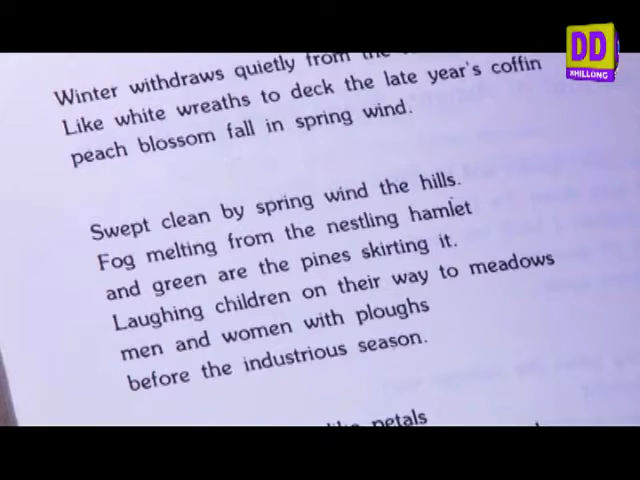 DD
SHILLONG
Winter withdraws quietly from the
Like white wreaths to deck the late year's coffin
peach blossom fall in spring wind.
Swept clean by spring wind the hills.
Fog melting from the nestling hamlet
and green are the pines skirting it.
Laughing children on their way to meadows
men and women with ploughs
before the industrious season.
like petals